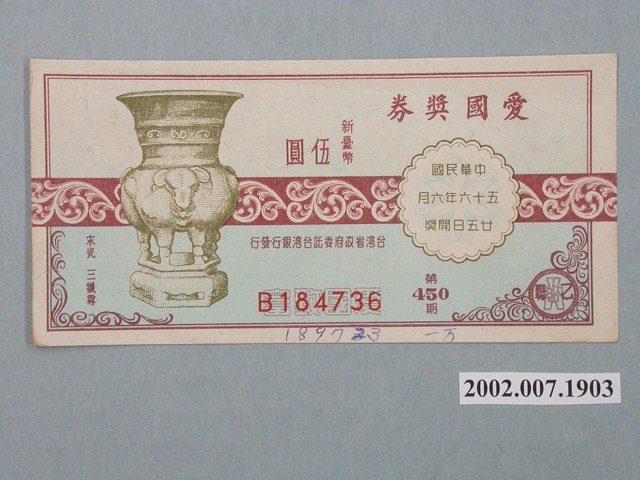 愛國獎券
新臺幣
伍圓
中華民國
五十六年六月
廿五日開獎
台灣省政府委託台灣銀行發行
宋瓷 三犧尊
B184736
第
450
期
一万
2002.007.1903